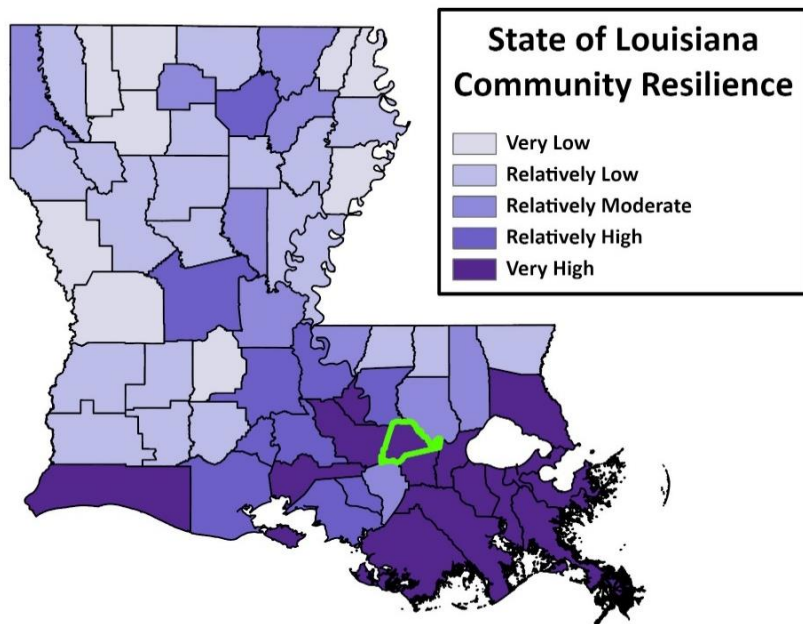 State of Louisiana
Community Resilience
Very Low
Relatively Low
Relatively Moderate
Relatively High
Very High